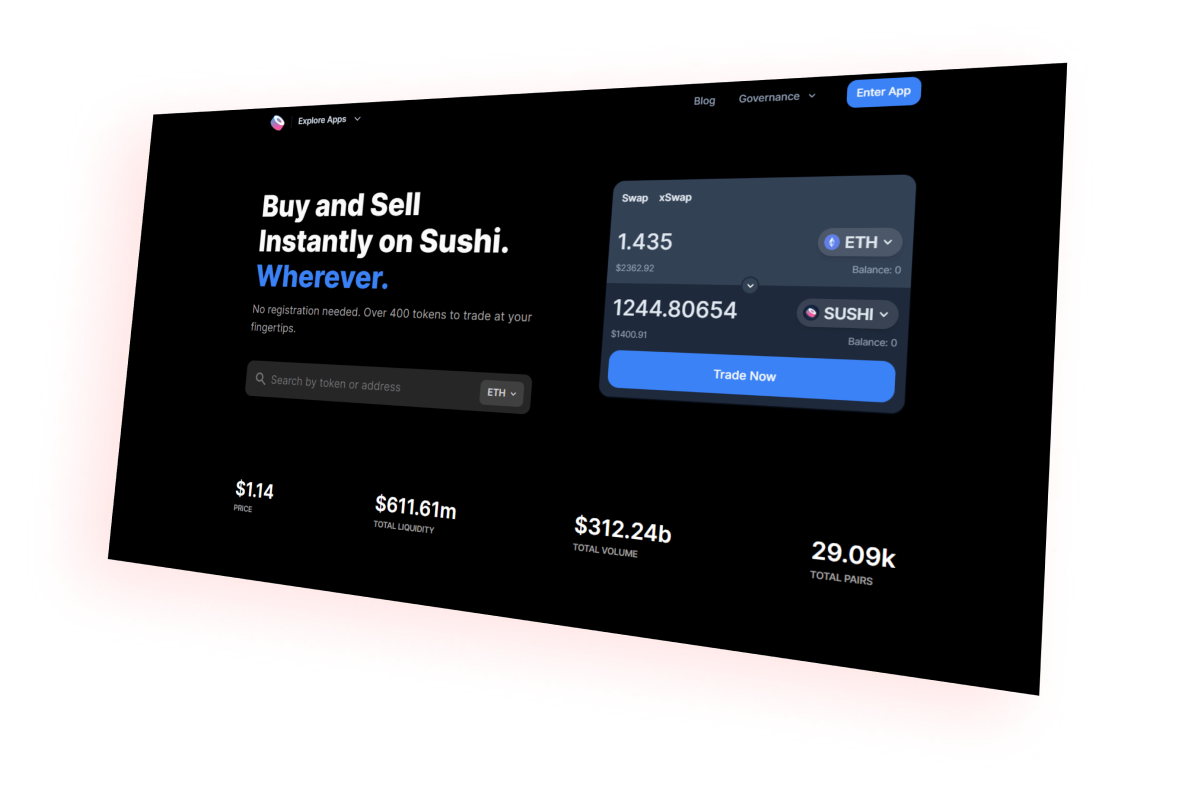 Explore Apps
Blog
Governance
Enter App
Buy and Sell
Instantly on Sushi.
Wherever.
No registration needed. Over 400 tokens to trade at your
fingertips.
Search by token or address
ETH
Swap xSwap
1.435
ETH
$2362.92
Balance: 0
1244.80654
SUSHI
$1400.91
Balance: 0
Trade Now
$1.14
PRICE
$611.61m
TOTAL LIQUIDITY
$312.24b
TOTAL VOLUME
29.09k
TOTAL PAIRS